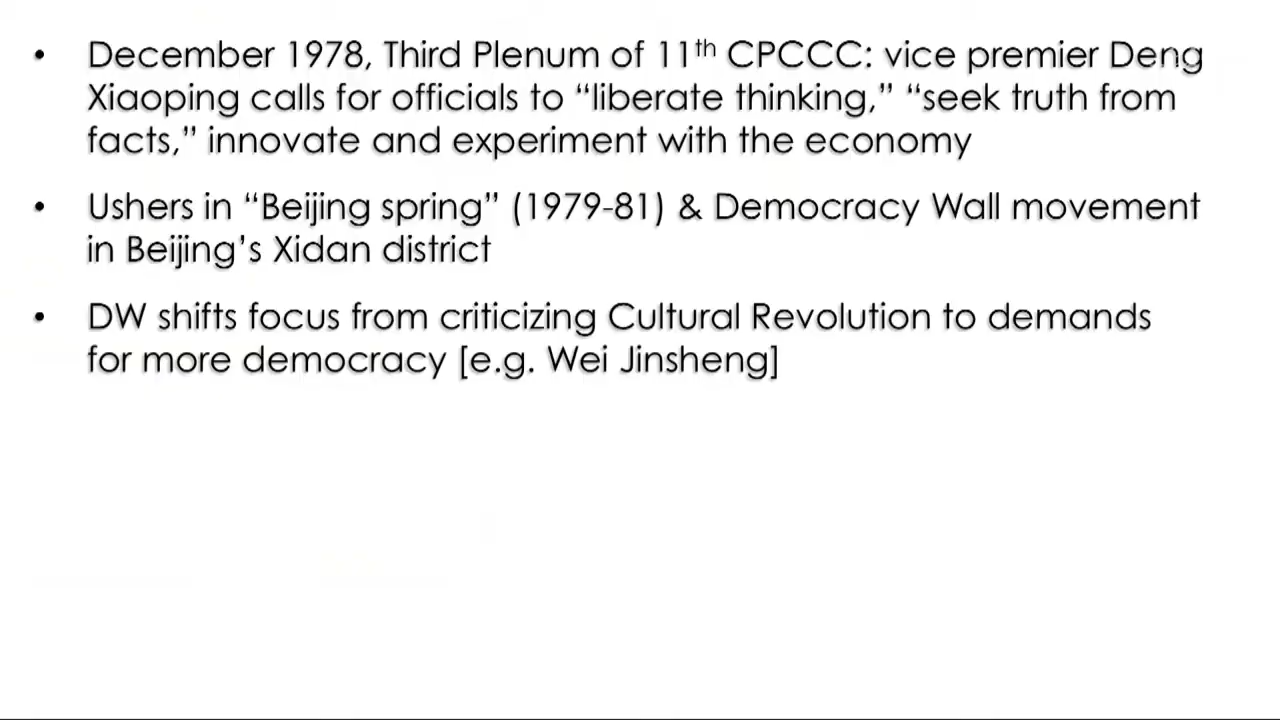 • December 1978, Third Plenum of 11th CPCCC: vice premier Deng
Xiaoping calls for officials to “liberate thinking,” “seek truth from
facts,” innovate and experiment with the economy
• Ushers in “Beijing spring” (1979-81) & Democracy Wall movement
in Beijing’s Xidan district
• DW shifts focus from criticizing Cultural Revolution to demands
for more democracy [e.g. Wei Jinsheng]